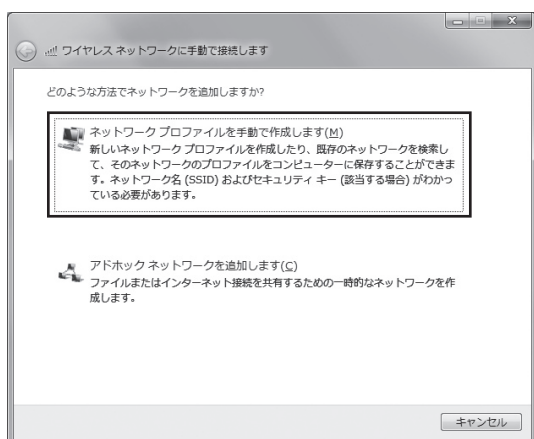 ワイヤレス ネットワークに手動で接続します
どのような方法でネットワークを追加しますか?
ネットワーク プロファイルを手動で作成します(M)
新しいネットワーク プロファイルを作成したり、既存のネットワークを検索し
て、そのネットワークのプロファイルをコンピューターに保存することができま
す。ネットワーク名 (SSID) およびセキュリティ キー (該当する場合) がわかっ
ている必要があります。
アドホック ネットワークを追加します(C)
ファイルまたはインターネット接続を共有するための一時的なネットワークを作
成します。
キャンセル